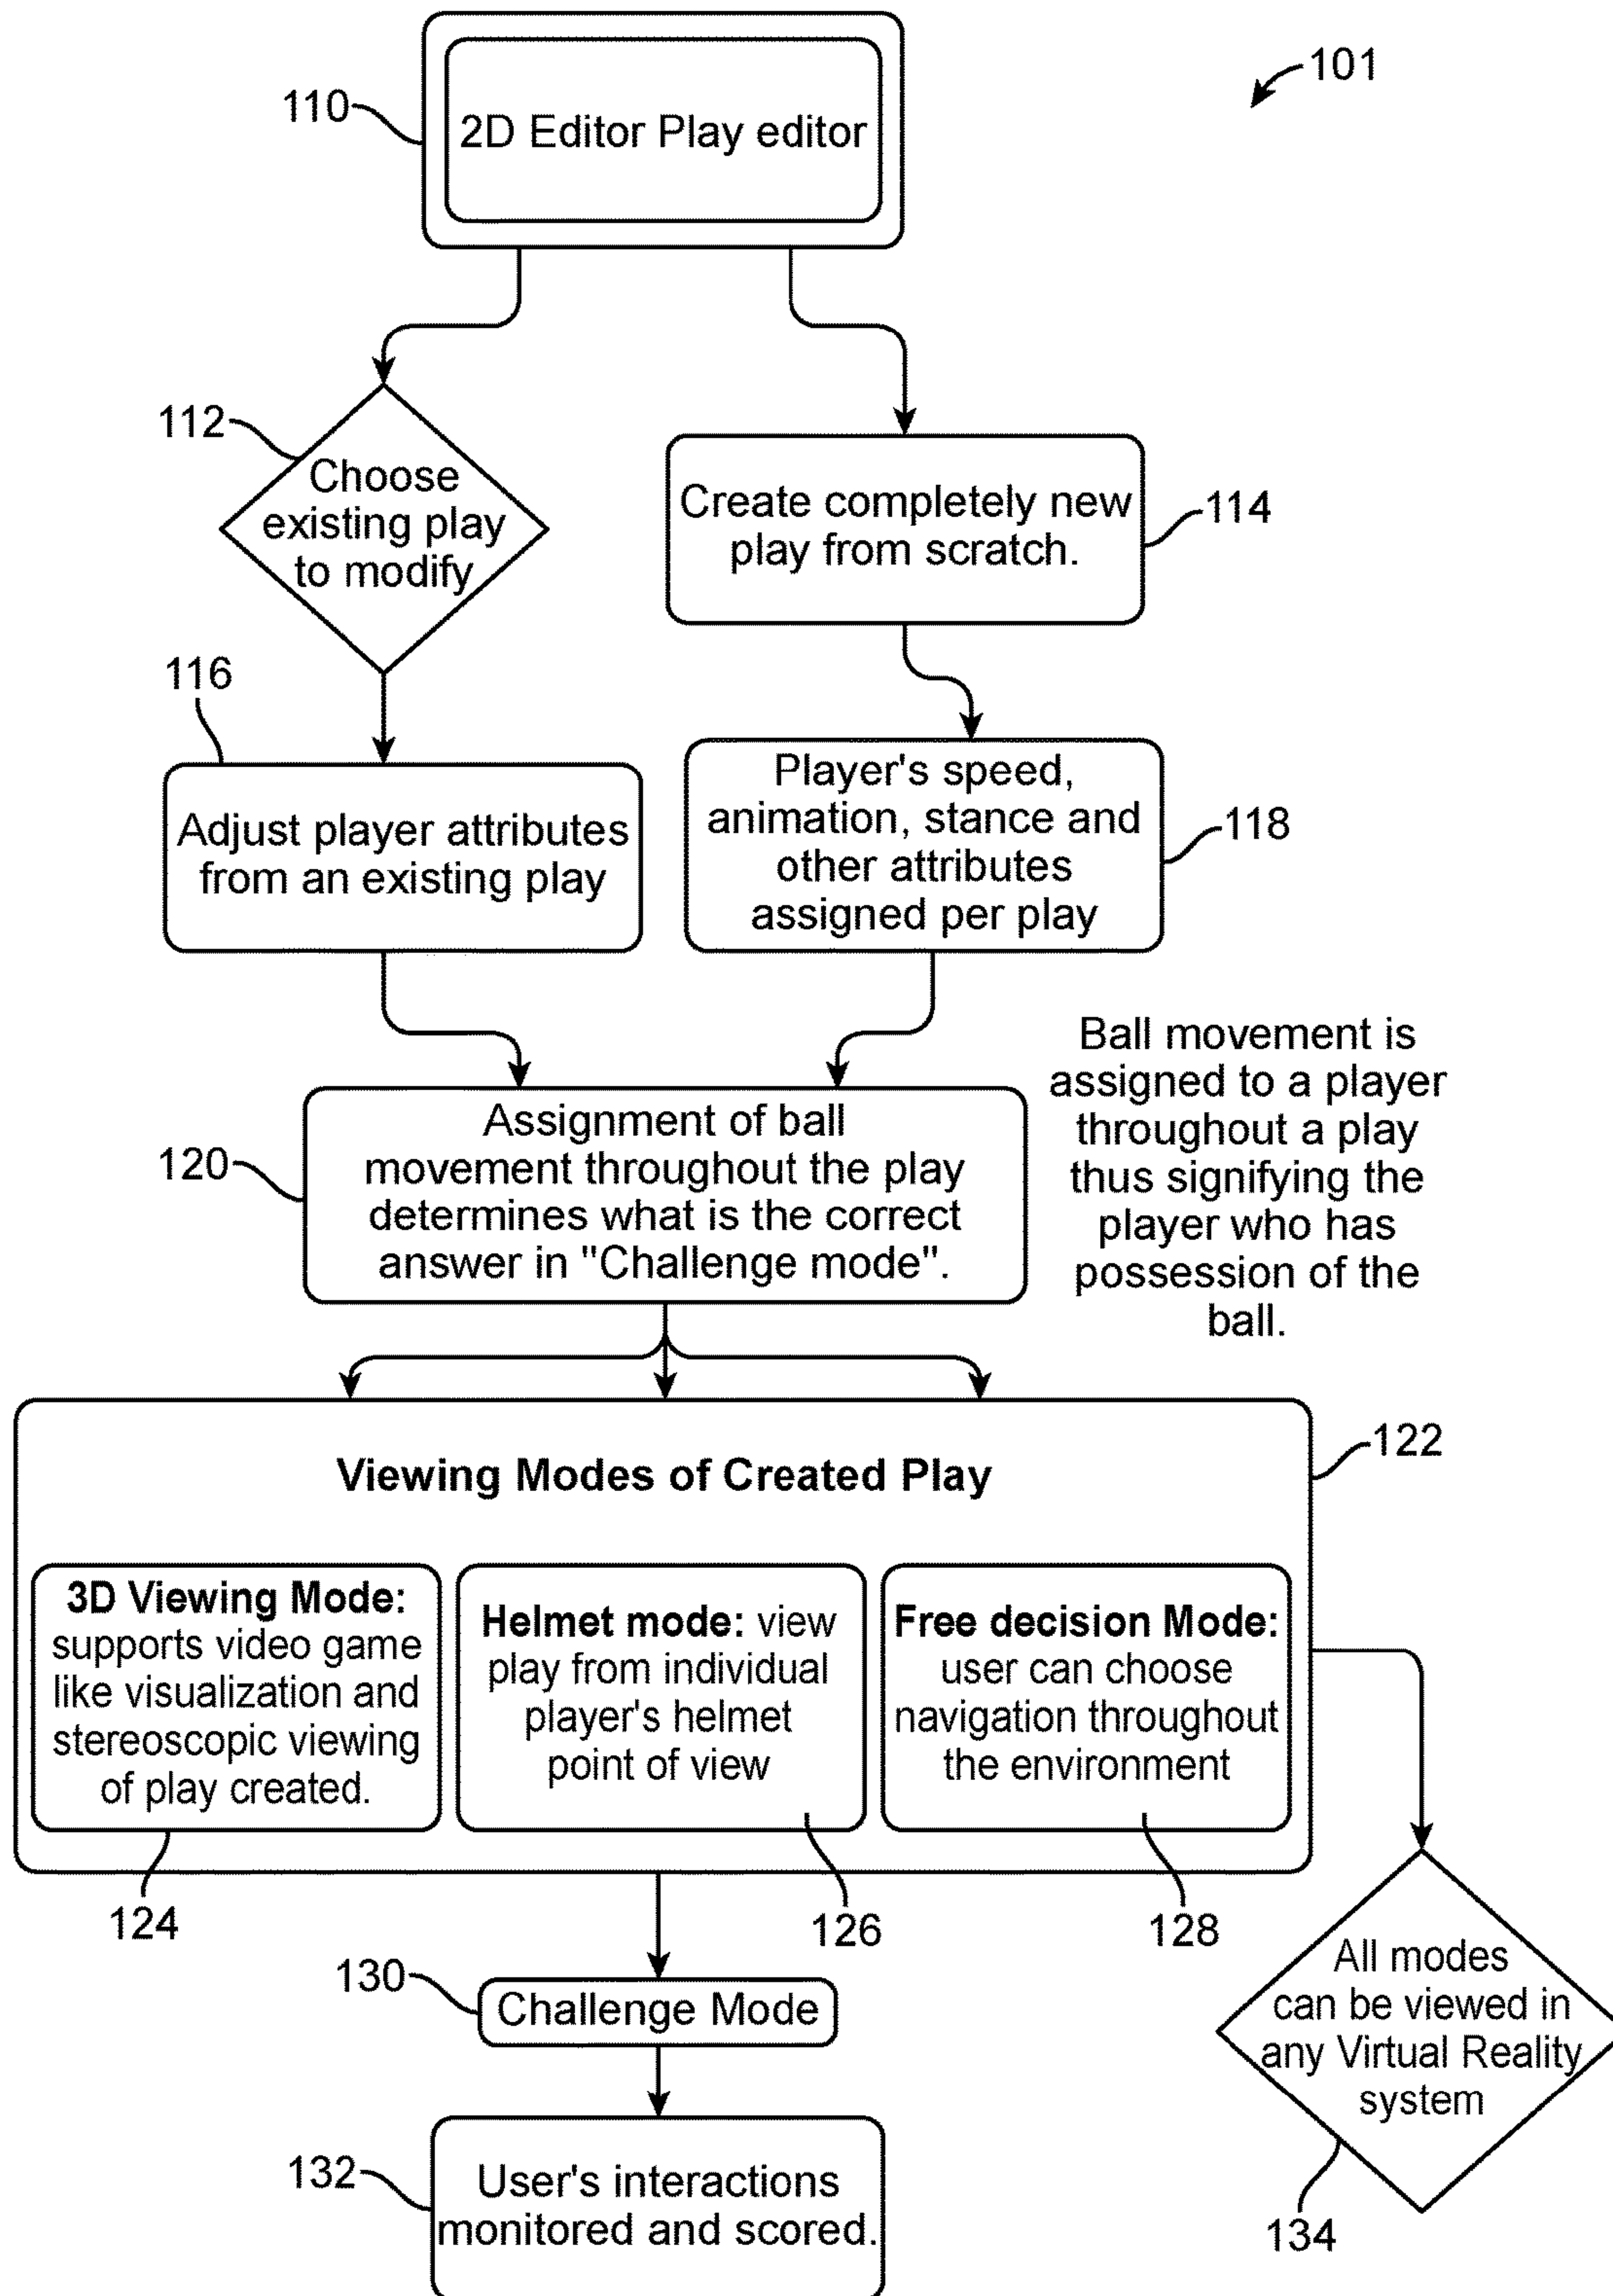 101
110
2D Editor Play editor
112
Choose
existing play
to modify
Create completely new
play from scratch.
114
116
Adjust player attributes
from an existing play
Player's speed,
animation, stance and
other attributes
assigned per play
118
120
Assignment of ball
movement throughout the play
determines what is the correct
answer in "Challenge mode".
Ball movement is
assigned to a player
throughout a play
thus signifying the
player who has
possession of the
ball.
122
Viewing Modes of Created Play
3D Viewing Mode:
supports video game
like visualization and
stereoscopic viewing
of play created.
Helmet mode: view
play from individual
player's helmet
point of view
Free decision Mode:
user can choose
navigation throughout
the environment
124
126
128
130
Challenge Mode
All modes
can be viewed in
any Virtual Reality
system
134
132
User's interactions
monitored and scored.